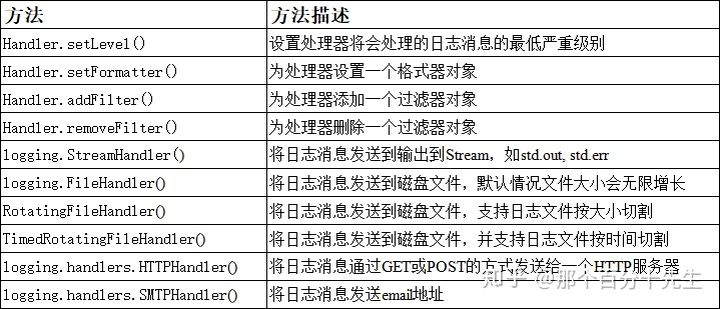 方法 方法描述
Handler.setLevel() 设置处理器将会处理的日志消息的最低严重级别
Handler.setFormatter() 为处理器设置一个格式器对象
Handler.addFilter() 为处理器添加一个过滤器对象
Handler.removeFilter() 为处理器删除一个过滤器对象
logging.StreamHandler() 将日志消息发送到输出到Stream，如std.out, std.err
logging.FileHandler() 将日志消息发送到磁盘文件，默认情况文件大小会无限增长
RotatingFileHandler() 将日志消息发送到磁盘文件，支持日志文件按大小切割
TimedRotatingFileHandler() 将日志消息发送到磁盘文件，并支持日志文件按时间切割
logging.handlers.HTTPHandler() 将日志消息通过GET或POST的方式发送给一个HTTP服务器
logging.handlers.SMTPHandler() 将日志消息发送email地址
知乎 @那个百分十先生